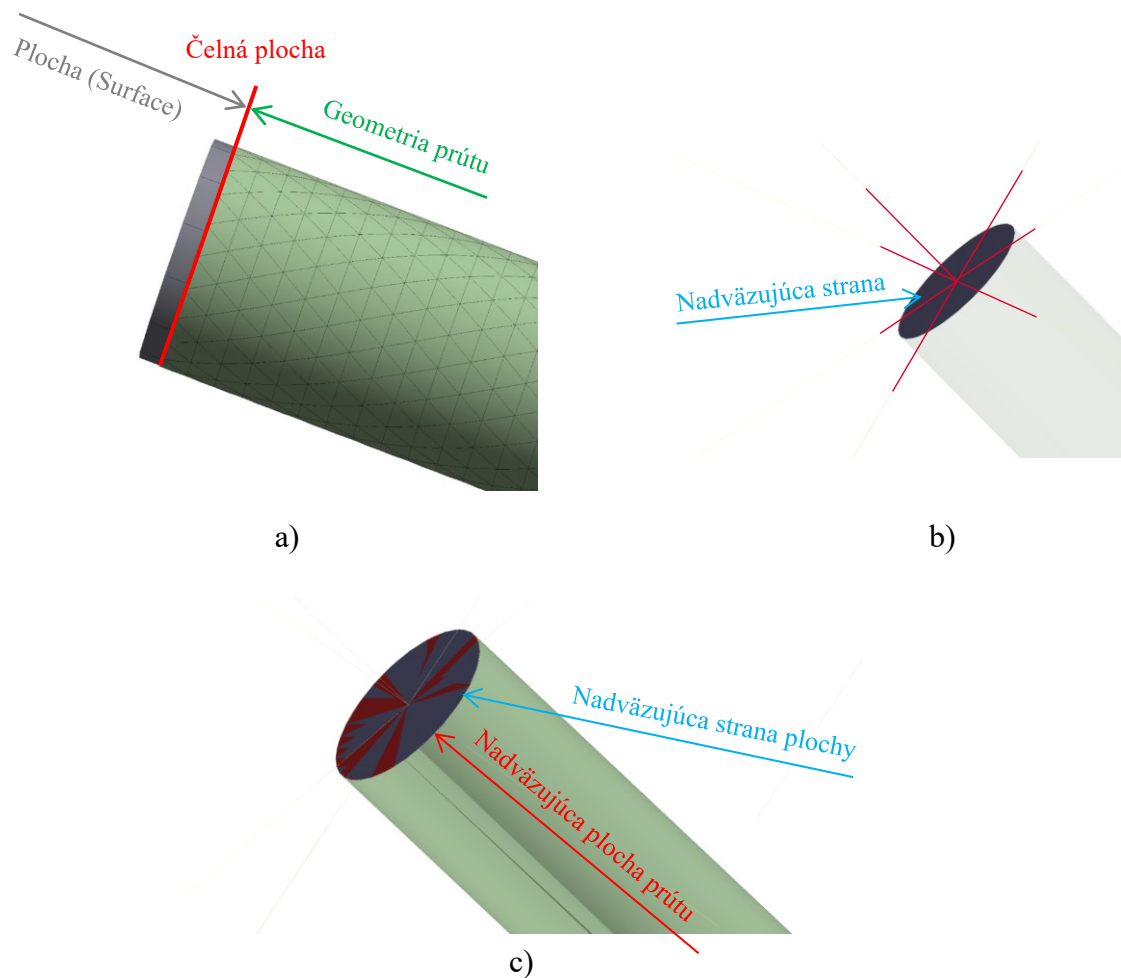 Čelná plocha
Plocha (Surface)
Geometria prútu
Nadväzujúca strana
a)
b)
Nadväzujúca strana plochy
Nadväzujúca plocha prútu
c)